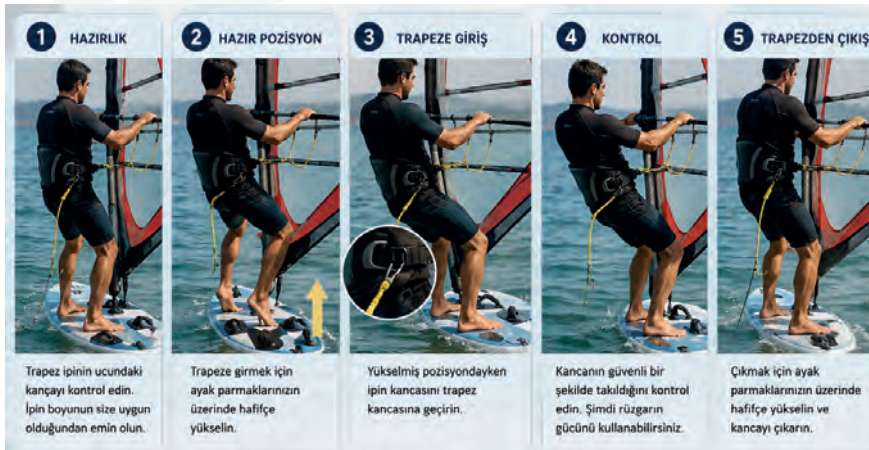 1 HAZIRLIK
2 HAZIR POZİSYON
3 TRAPEZE GİRİŞ
4 KONTROL
5 TRAPEZDEN ÇIKIŞ
Trapez ipinin ucundaki
kançayı kontrol edin.
İpin boyunun size uygun
olduğundan emin olun.
Trapeze girmek için
ayak parmaklarınızın
üzerinde hafifçe
yükselin.
Yükselmiş pozisyondayken
ipin kancasını trapez
kancasına geçirin.
Kancanın güvenli bir
şekilde takıldığını kontrol
edin. Şimdi rüzgarın
gücünü kullanabilirsiniz.
Çıkmak için ayak
parmaklarınızın üzerinde
hafifçe yükselin ve
kancayı çıkarın.